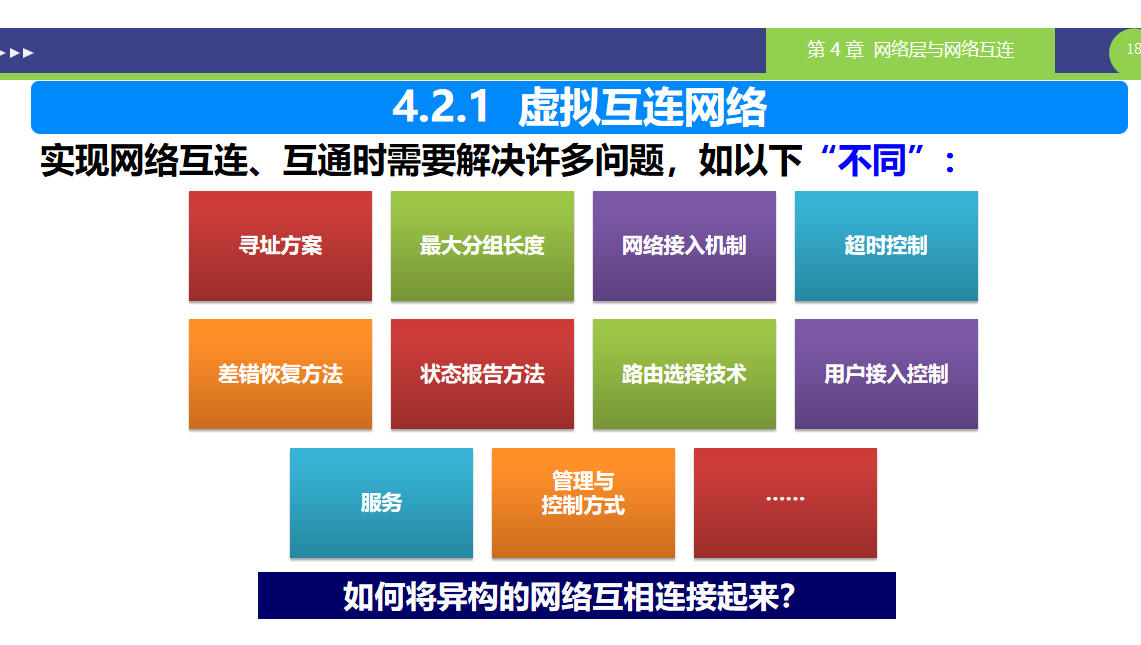 第 4 章 网络层与网络互连
18
4.2.1 虚拟互连网络
实现网络互连、互通时需要解决许多问题，如以下“不同”：
寻址方案
最大分组长度
网络接入机制
超时控制
差错恢复方法
状态报告方法
路由选择技术
用户接入控制
服务
管理与
控制方式
……
如何将异构的网络互相连接起来?